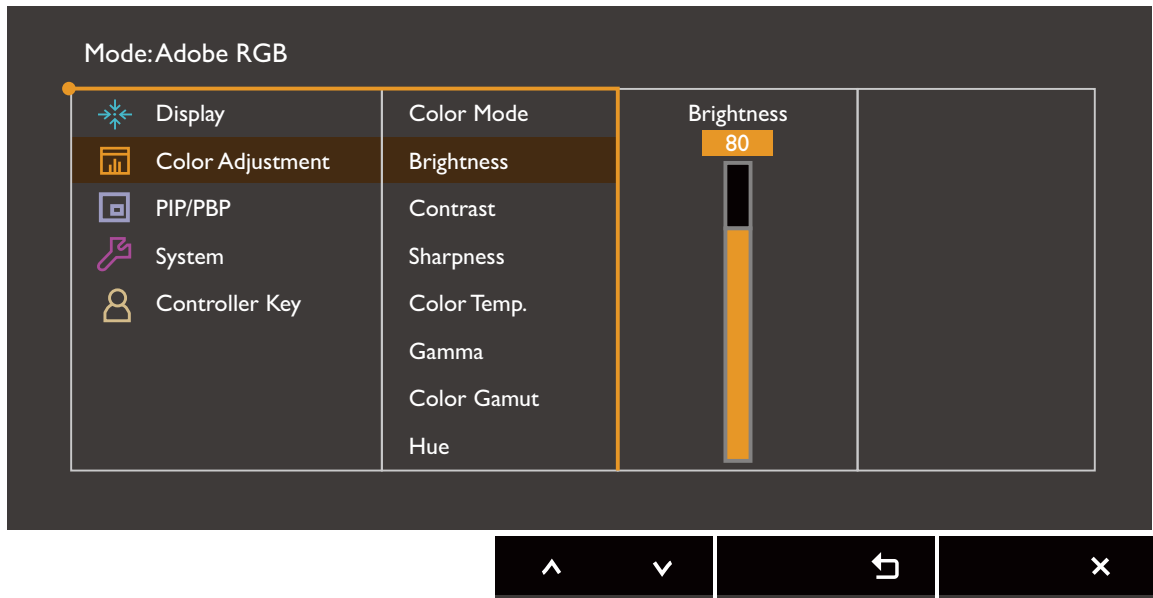 Mode: Adobe RGB
Display
Color Adjustment
PIP/PBP
System
Controller Key
Color Mode
Brightness
Contrast
Sharpness
Color Temp.
Gamma
Color Gamut
Hue
Brightness
80